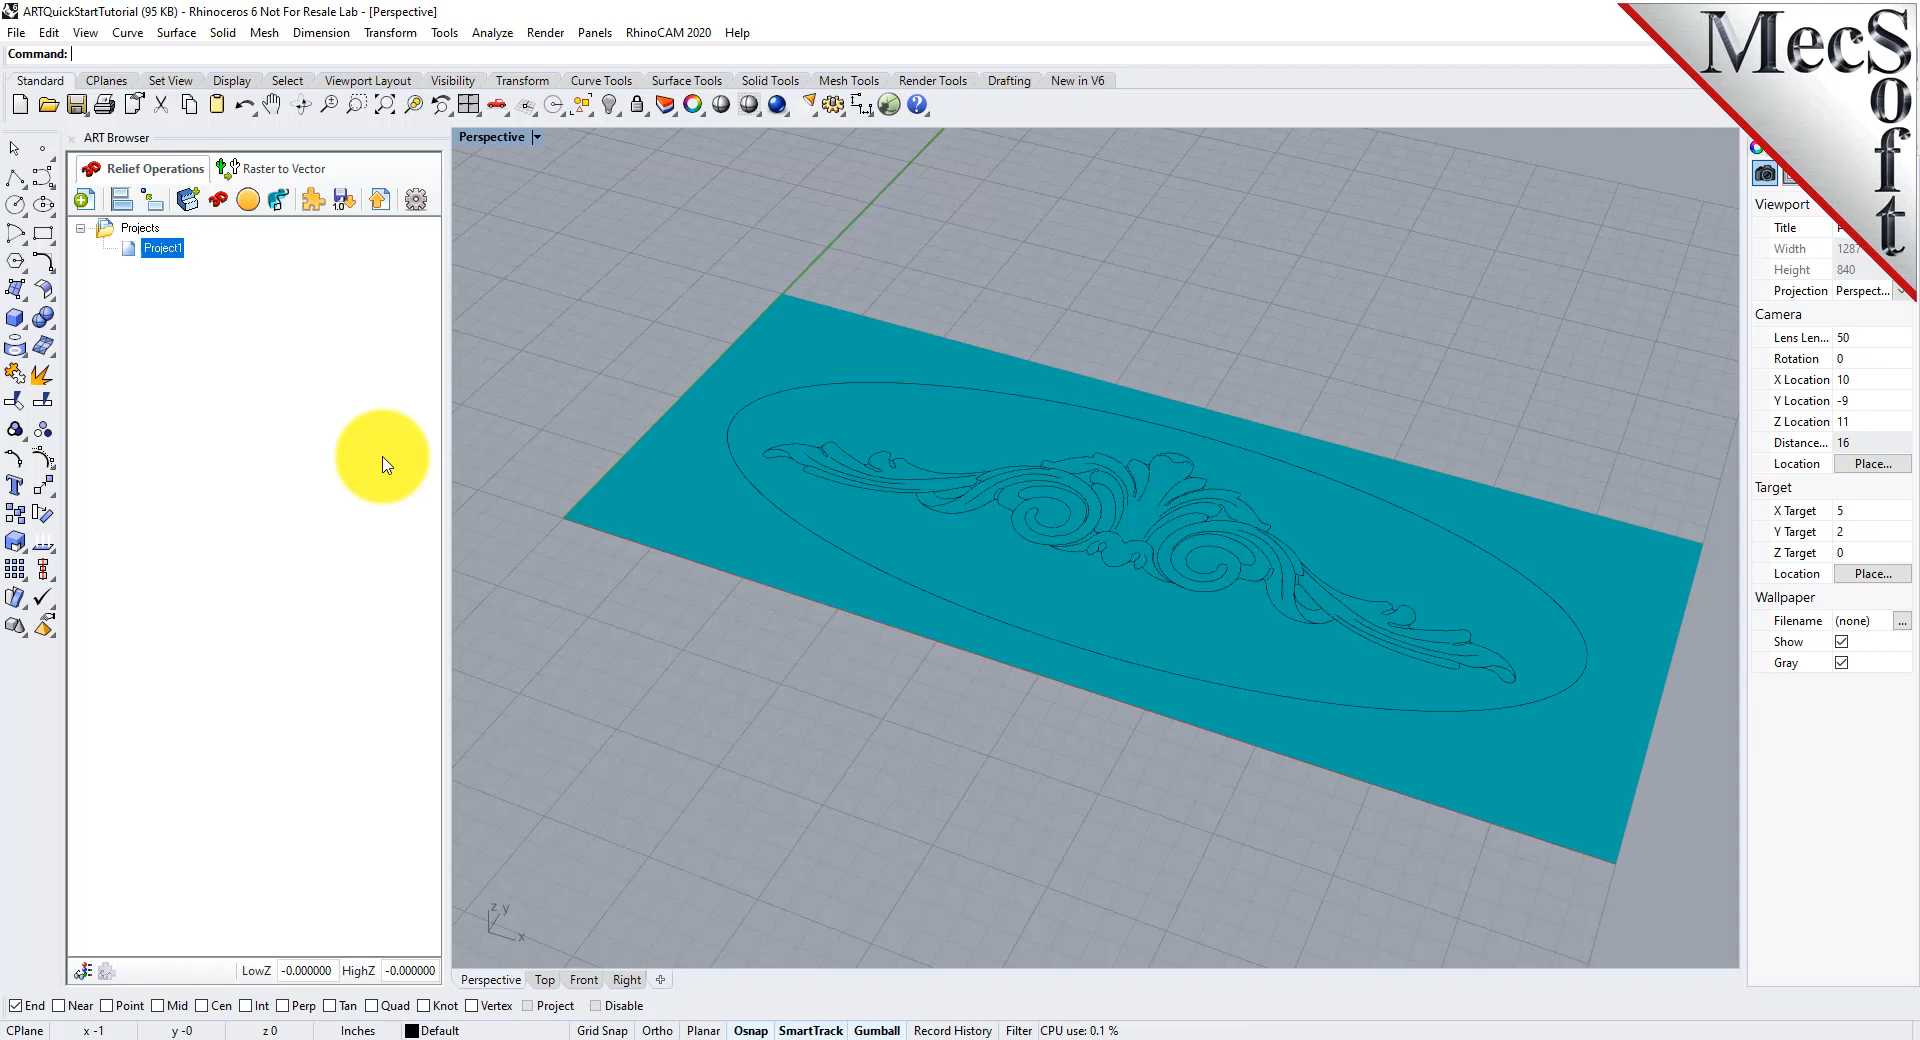 ARTQuickStartTutorial (95 KB) - Rhinoceros 6 Not For Resale Lab - [Perspective]
File Edit View Curve Surface Solid Mesh Dimension Transform Tools Analyze Render Panels RhinoCAM 2020 Help
Command:
Standard CPlanes Set View Display Select Viewport Layout Visibility Transform Curve Tools Surface Tools Solid Tools Mesh Tools Render Tools Drafting New in V6
MecSoft
ART Browser
Relief Operations Raster to Vector
1.0
Projects
Project1
LowZ -0.000000 HighZ -0.000000
Perspective
z y
x
Perspective Top Front Right
Viewport
Title
Width 1287
Height 840
Projection Perspect...
Camera
Lens Len... 50
Rotation 0
X Location 10
Y Location -9
Z Location 11
Distance... 16
Location Place...
Target
X Target 5
Y Target 2
Z Target 0
Location Place...
Wallpaper
Filename (none) ...
Show
Gray
End Near Point Mid Cen Int Perp Tan Quad Knot Vertex Project Disable
CPlane x -1 y -0 z 0 Inches Default Grid Snap Ortho Planar Osnap SmartTrack Gumball Record History Filter CPU use: 0.1 %